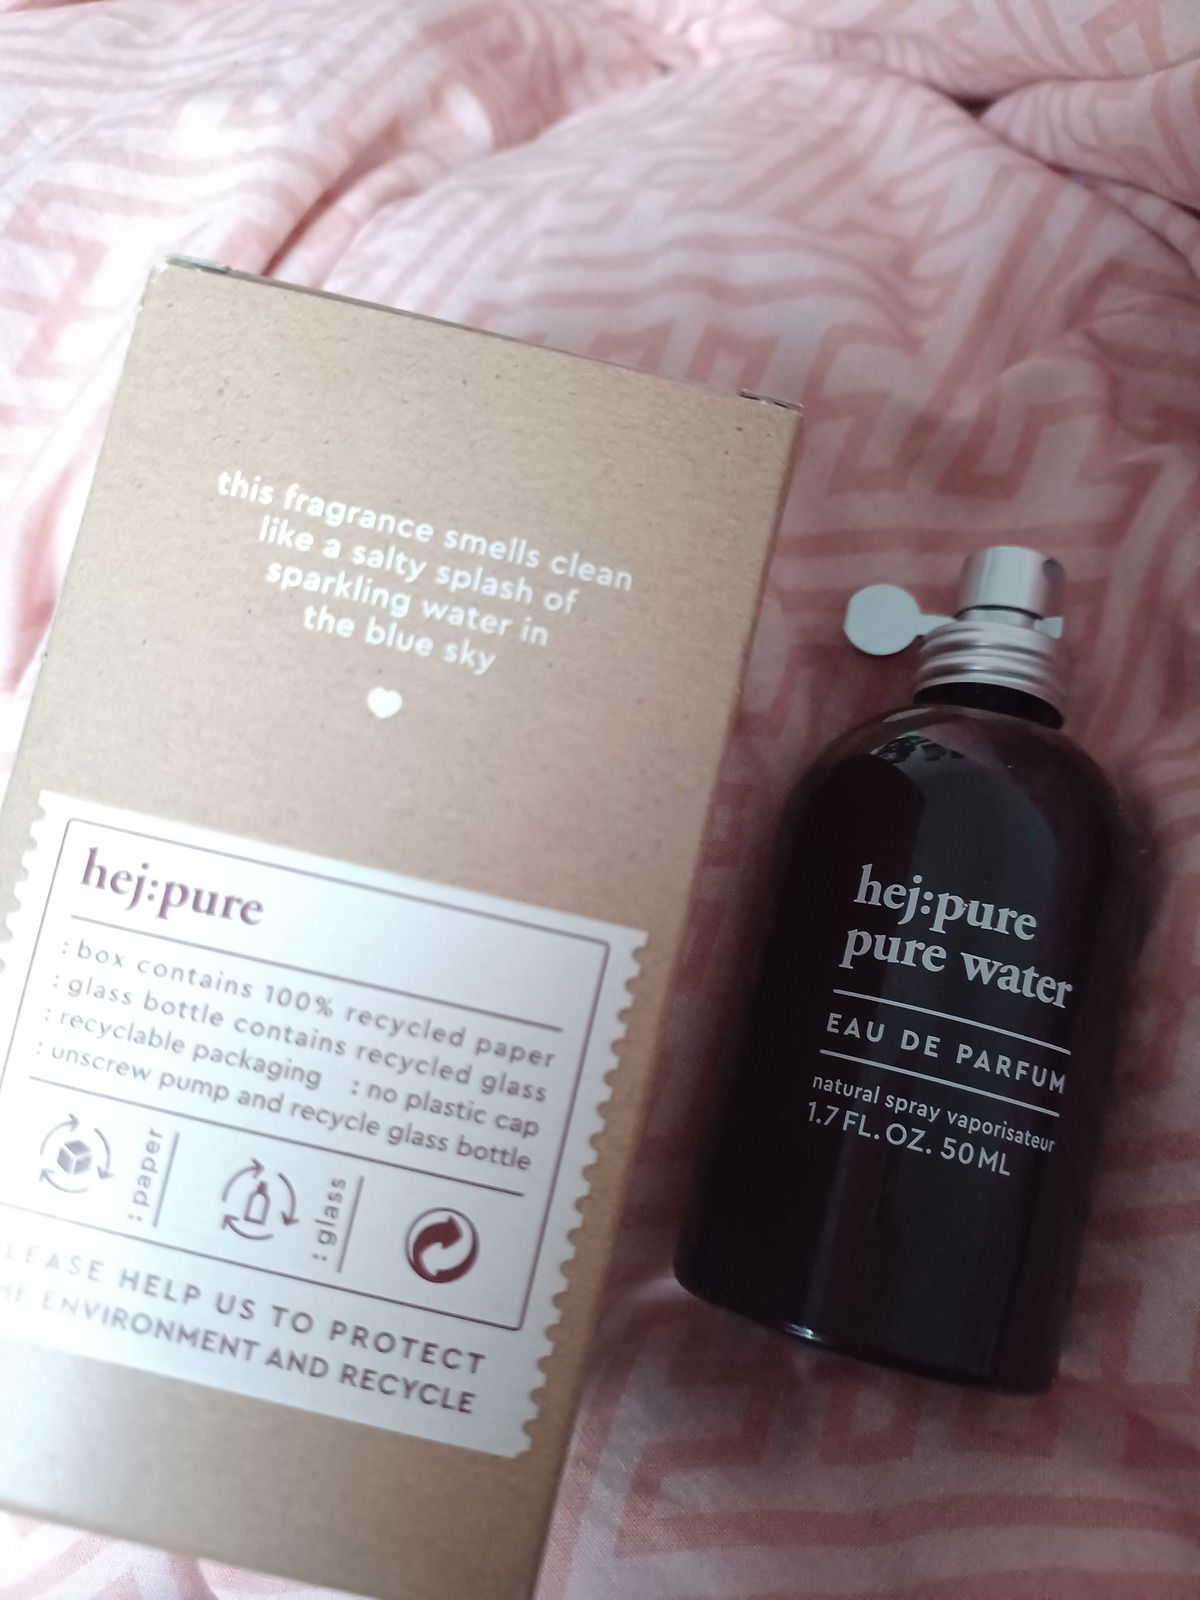 this fragrance smells clean
like a salty splash of
sparkling water in
the blue sky
hej:pure
: box contains 100% recycled paper
: glass bottle contains recycled glass
: recyclable packaging : no plastic cap
: unscrew pump and recycle glass bottle
: paper
: glass
LEASE HELP US TO PROTECT
HE ENVIRONMENT AND RECYCLE
hej:pure
pure water
EAU DE PARFUM
natural spray vaporisateur
1.7 FL. OZ. 50 ML